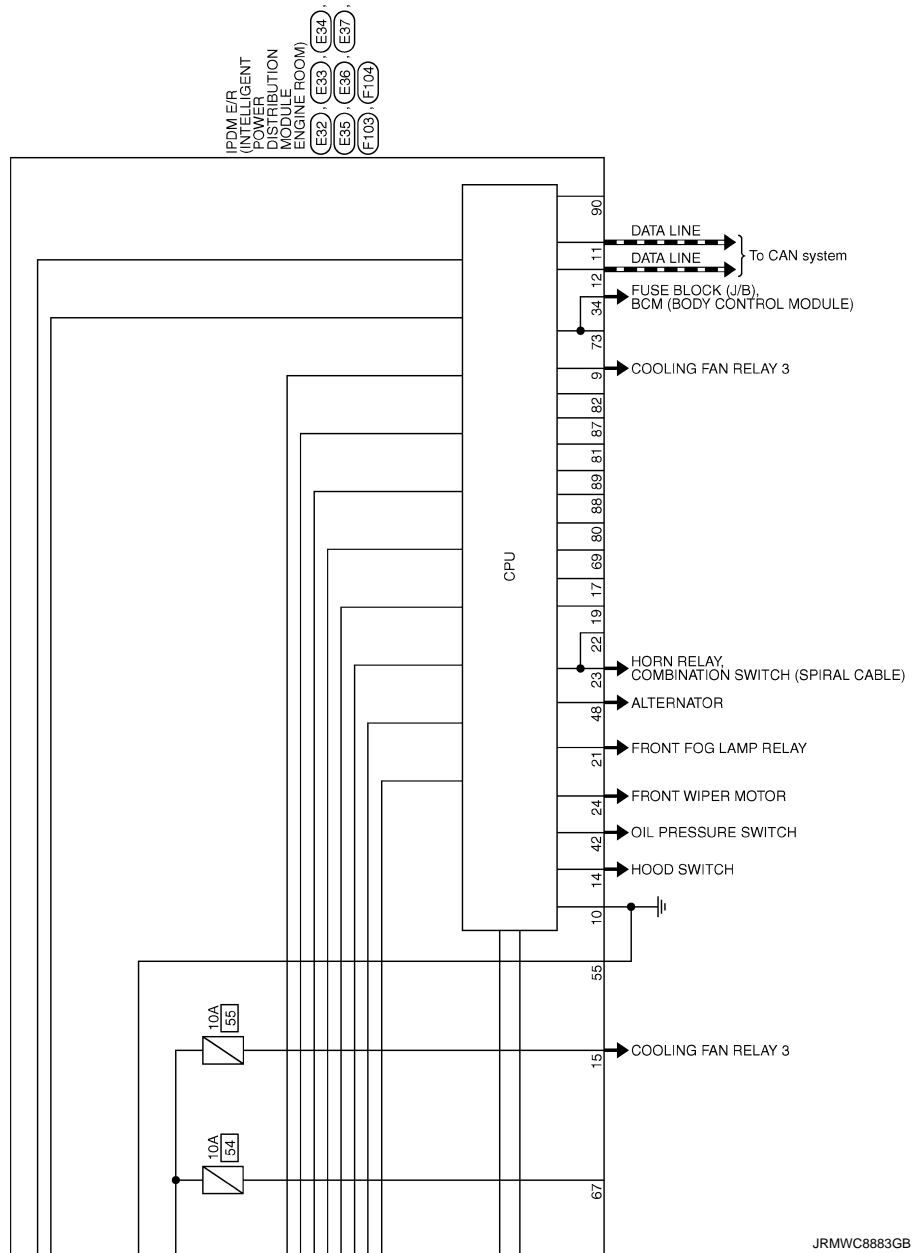 IPDM E/R
(INTELLIGENT
POWER
DISTRIBUTION
MODULE
ENGINE ROOM)
E32 , E33 , E34 ,
E35 , E36 , E37 ,
F103 , F104
90
DATA LINE
11
DATA LINE
To CAN system
12
FUSE BLOCK (J/B),
BCM (BODY CONTROL MODULE)
34
73
9
COOLING FAN RELAY 3
82
87
81
89
88
80
69
17
19
22
CPU
HORN RELAY,
COMBINATION SWITCH (SPIRAL CABLE)
23
48
ALTERNATOR
21
FRONT FOG LAMP RELAY
24
FRONT WIPER MOTOR
42
OIL PRESSURE SWITCH
14
HOOD SWITCH
10
55
10A
55
15
COOLING FAN RELAY 3
10A
54
67
JRMWC8883GB